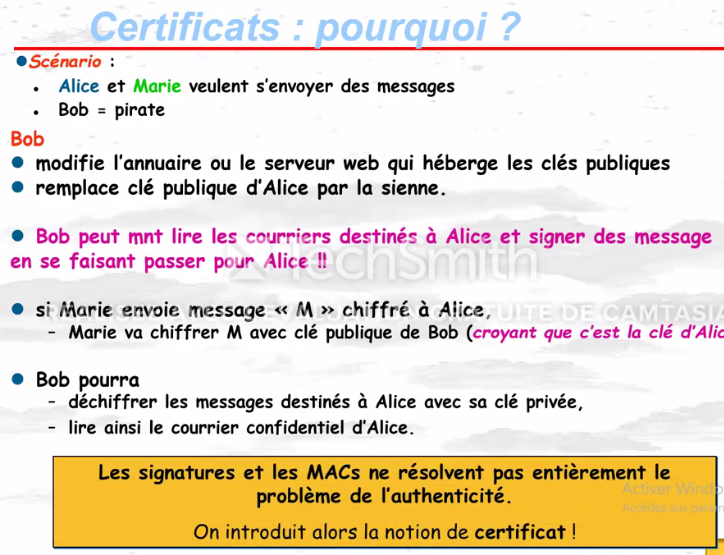 Certificats : pourquoi ?
Scénario :
Alice et Marie veulent s'envoyer des messages
Bob = pirate
Bob
modifie l'annuaire ou le serveur web qui héberge les clés publiques
remplace clé publique d'Alice par la sienne.
Bob peut mnt lire les courriers destinés à Alice et signer des message
en se faisant passer pour Alice !!
TechSmith
si Marie envoie message « M » chiffré à Alice,
- Marie va chiffrer M avec clé publique de Bob (croyant que c'est la clé d'Alic
Bob pourra
- déchiffrer les messages destinés à Alice avec sa clé privée,
- lire ainsi le courrier confidentiel d'Alice.
Les signatures et les MACs ne résolvent pas entièrement le
problème de l'authenticité.
On introduit alors la notion de certificat !
Activer Windo
Accédez aux param